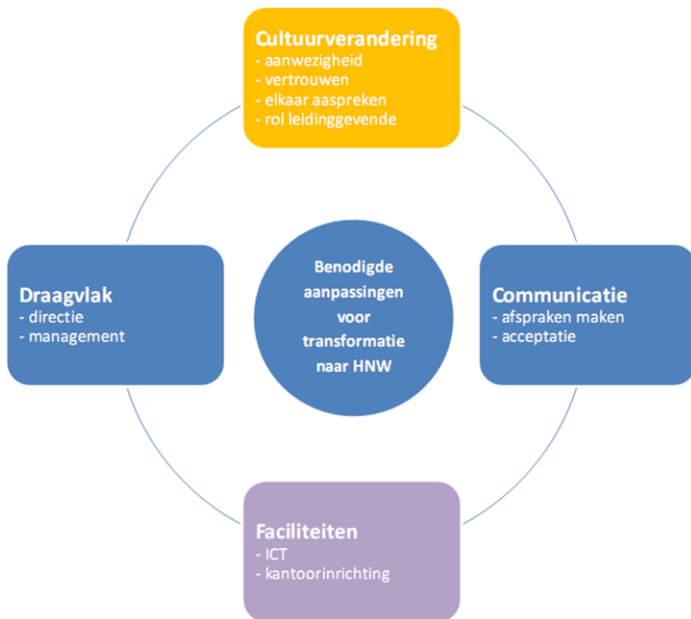 Cultuurverandering
- aanwezigheid
- vertrouwen
- elkaar aaspreken
- rol leidinggevende
Draagvlak
- directie
- management
Benodigde
aanpassingen
voor
transformatie
naar HNW
Communicatie
- afspraken maken
- acceptatie
Faciliteiten
- ICT
- kantoorinrichting